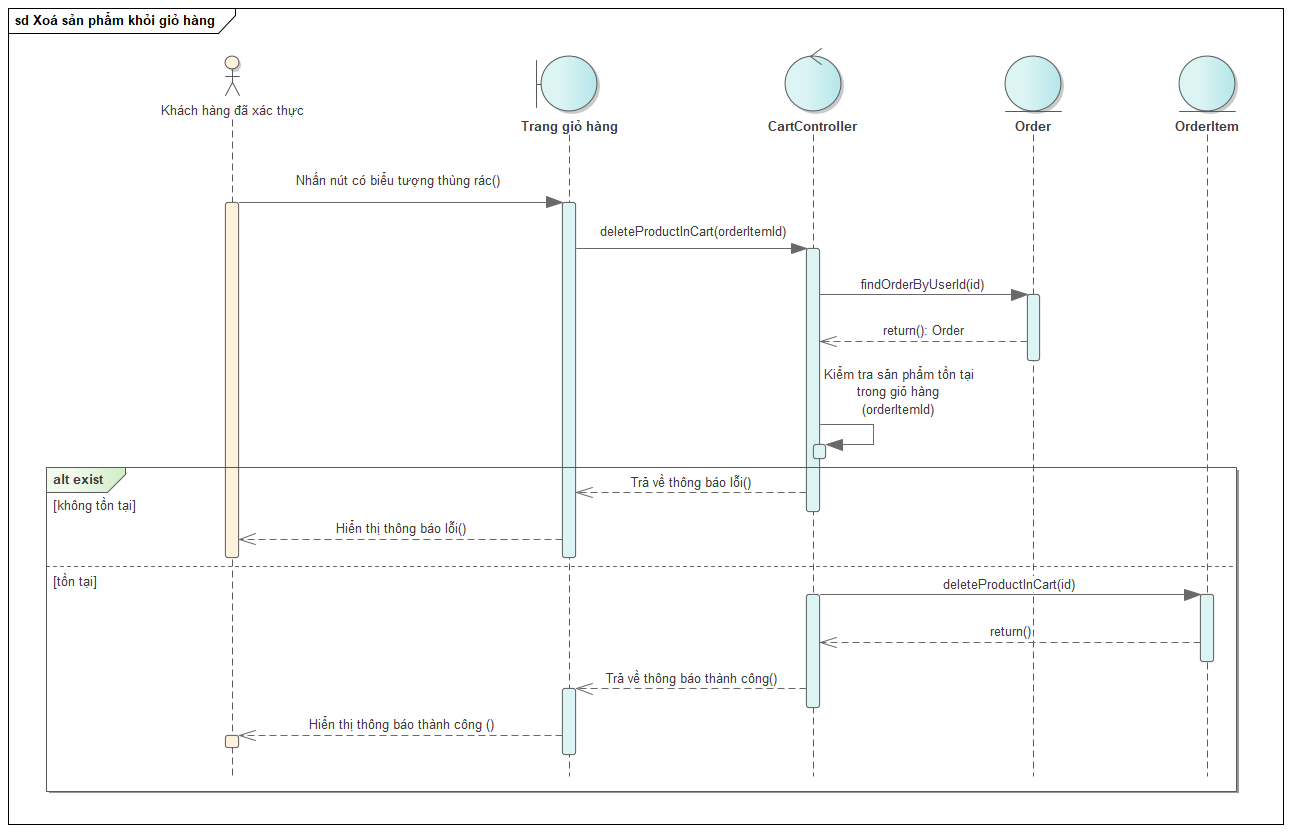 sd Xoá sản phẩm khỏi giỏ hàng
Khách hàng đã xác thực
Trang giỏ hàng
CartController
Order
OrderItem
Nhấn nút có biểu tượng thùng rác()
deleteProductInCart(orderItemId)
findOrderByUserId(id)
return(): Order
Kiểm tra sản phẩm tồn tại
trong giỏ hàng
(orderItemId)
alt exist
[không tồn tại]
Trả về thông báo lỗi()
Hiển thị thông báo lỗi()
[tồn tại]
deleteProductInCart(id)
return()
Trả về thông báo thành công()
Hiển thị thông báo thành công ()